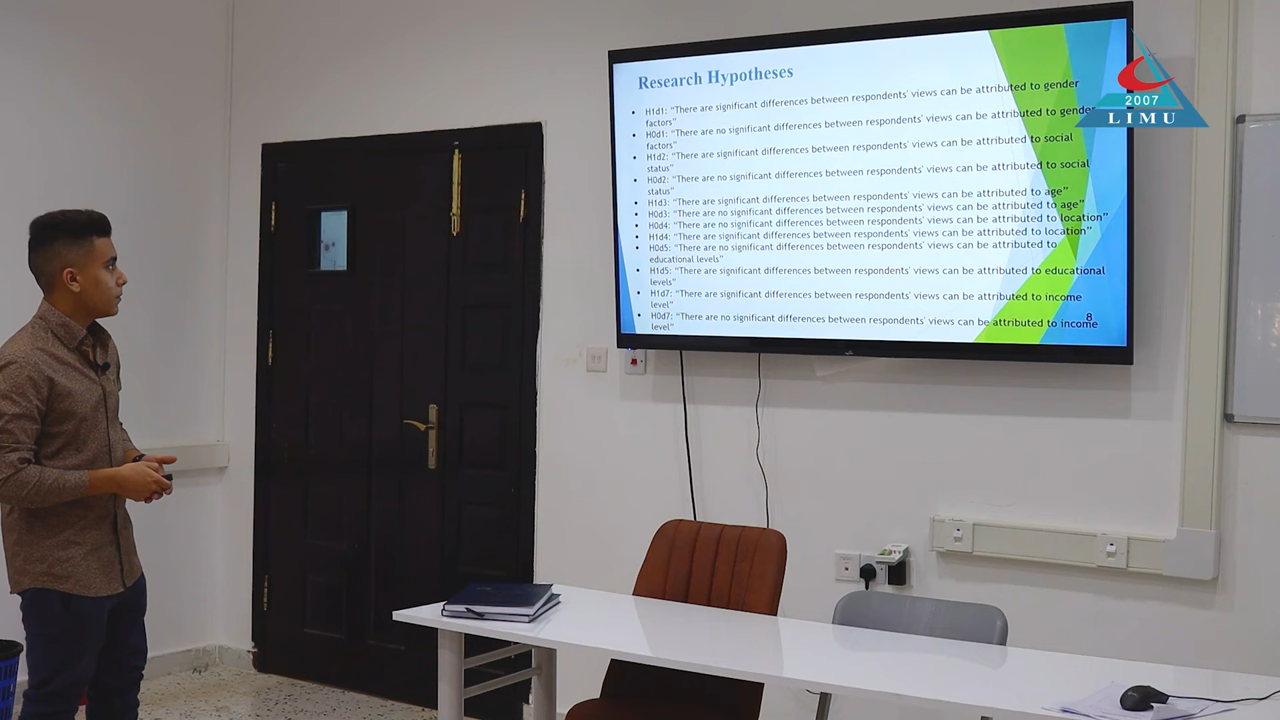 Research Hypotheses
• H1d1: “There are significant differences between respondents' views can be attributed to gender
factors”
• H0d1: “There are no significant differences between respondents' views can be attributed to gender
factors”
• H1d2: “There are significant differences between respondents' views can be attributed to social
status”
• H0d2: “There are no significant differences between respondents' views can be attributed to social
status”
• H1d3: “There are significant differences between respondents' views can be attributed to age”
• H0d3: “There are no significant differences between respondents' views can be attributed to age”
• H0d4: “There are no significant differences between respondents' views can be attributed to location”
• H1d4: “There are significant differences between respondents' views can be attributed to location”
• H0d5: “There are no significant differences between respondents' views can be attributed to
educational levels”
• H1d5: “There are significant differences between respondents' views can be attributed to educational
levels”
• H1d7: “There are significant differences between respondents' views can be attributed to income
level”
• H0d7: “There are no significant differences between respondents' views can be attributed to income
level”
8
2007
LIMU